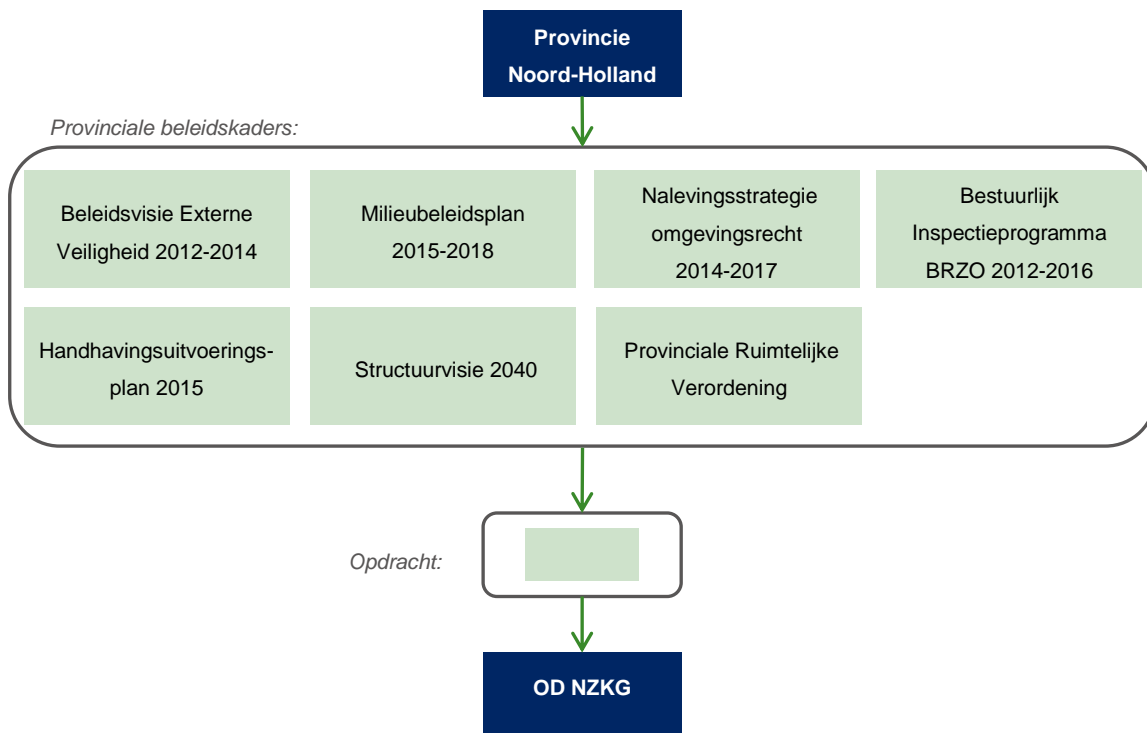 Provincie
Noord-Holland
Provinciale beleidskaders:
Beleidsvisie Externe
Veiligheid 2012-2014
Milieubeleidsplan
2015-2018
Nalevingsstrategie
omgevingsrecht
2014-2017
Bestuurlijk
Inspectieprogramma
BRZO 2012-2016
Handhavingsuitvoerings-
plan 2015
Structuurvisie 2040
Provinciale Ruimtelijke
Verordening
Opdracht:
OD NZKG